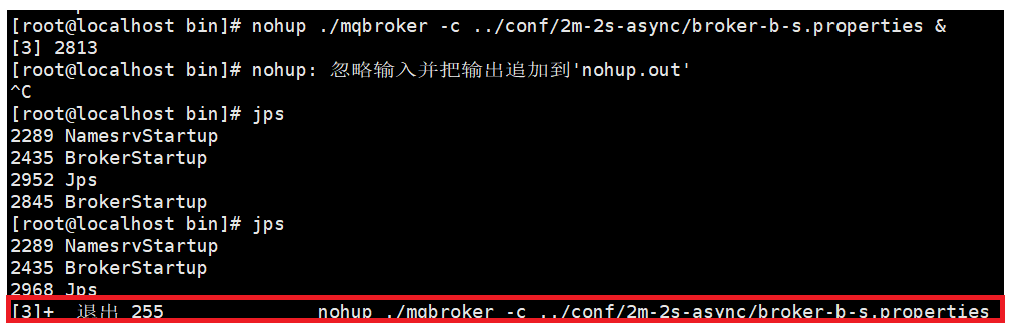 [root@localhost bin]# nohup ./mqbroker -c ../conf/2m-2s-async/broker-b-s.properties &
[3] 2813
[root@localhost bin]# nohup: 忽略输入并把输出追加到'nohup.out'
^C
[root@localhost bin]# jps
2289 NamesrvStartup
2435 BrokerStartup
2952 Jps
2845 BrokerStartup
[root@localhost bin]# jps
2289 NamesrvStartup
2435 BrokerStartup
2968 Jps
[3]+  退出 255              nohup ./mqbroker -c ../conf/2m-2s-async/broker-b-s.properties